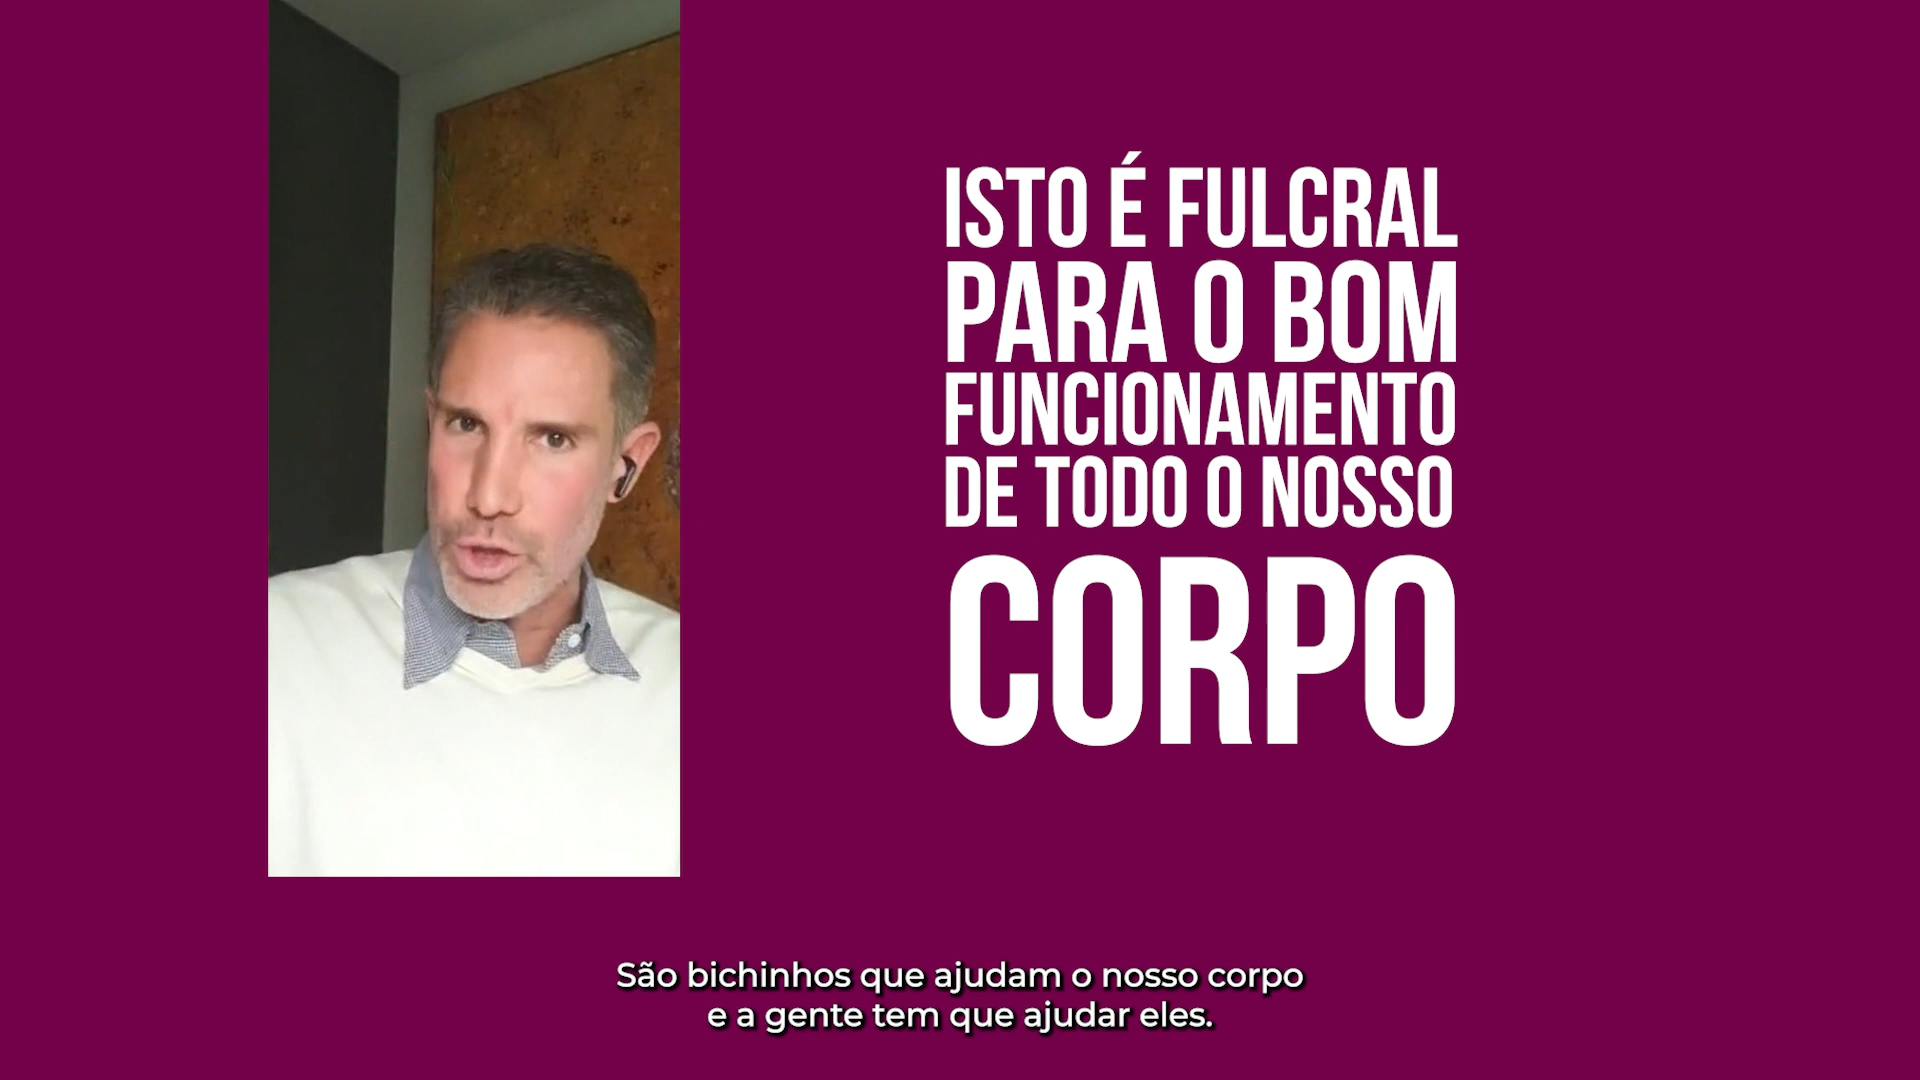 ISTO É FULCRAL
PARA O BOM
FUNCIONAMENTO
DE TODO O NOSSO
CORPO
São bichinhos que ajudam o nosso corpo
e a gente tem que ajudar eles.